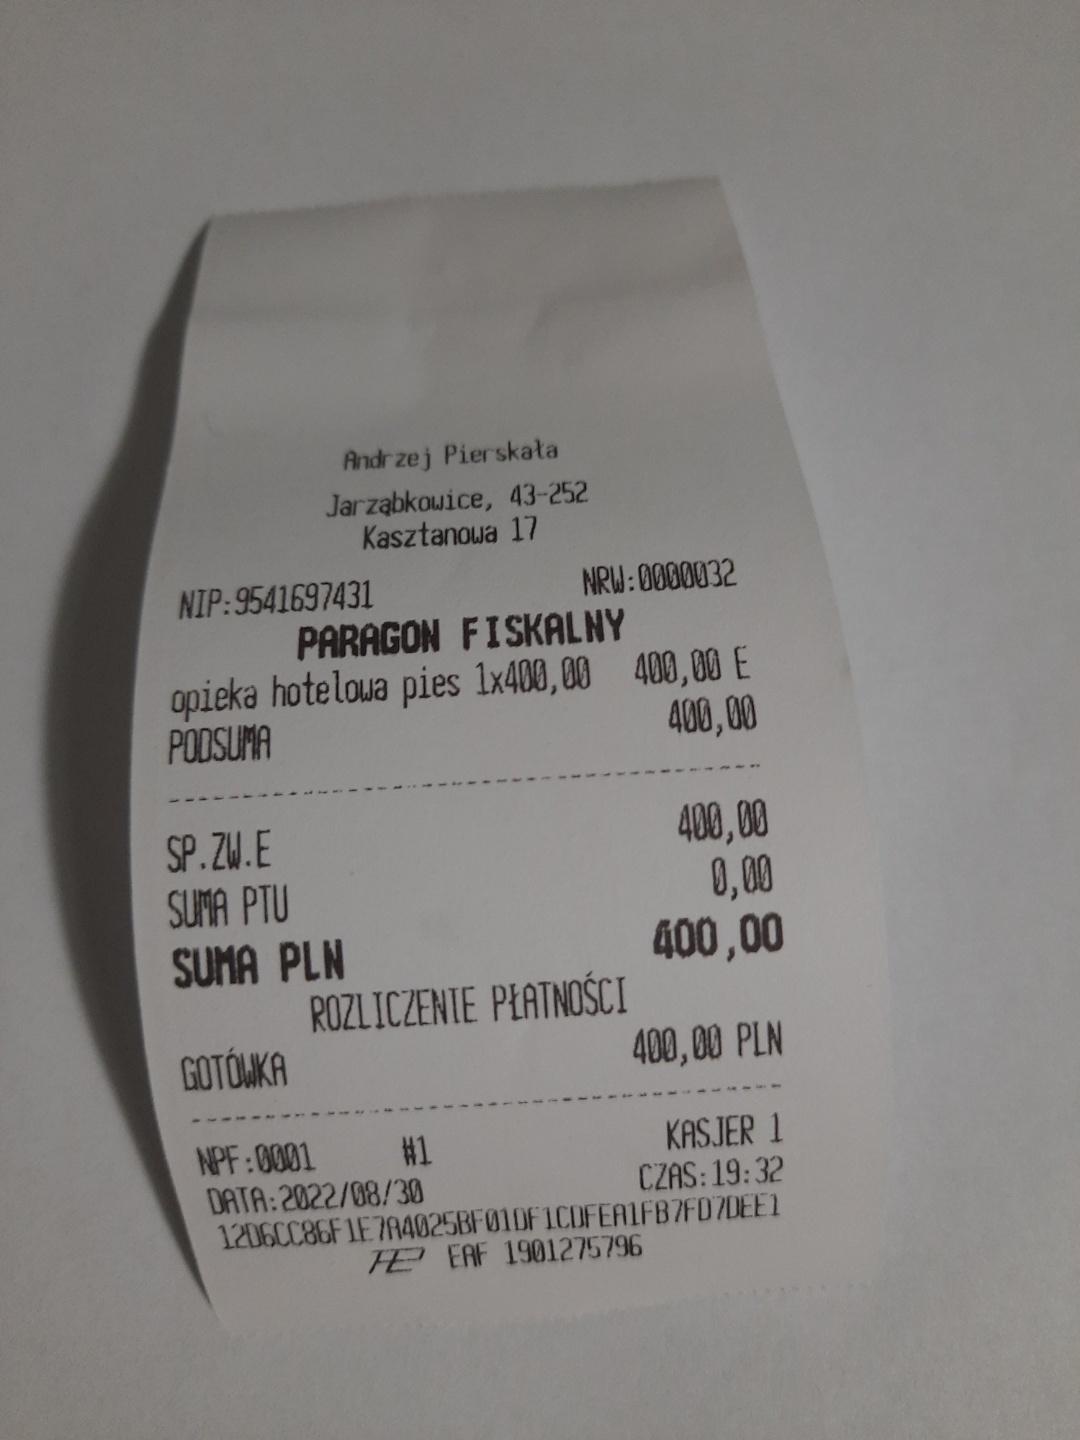 Andrzej Pierskała
Jarząbkowice, 43-252
Kasztanowa 17
NIP:9541697431 NRW:0000032
PARAGON FISKALNY
opieka hotelowa pies 1x400,00 400,00 E
PODSUMA 400,00
SP.ZW.E 400,00
SUMA PTU 0,00
SUMA PLN 400,00
ROZLICZENIE PŁATNOŚCI
GOTÓWKA 400,00 PLN
NPF:0001 #1 KASJER 1
DATA:2022/08/30 CZAS:19:32
12D6CC86F1E7A4025BF01DF1CDFEA1FB7FD7DEE1
EAF 1901275796